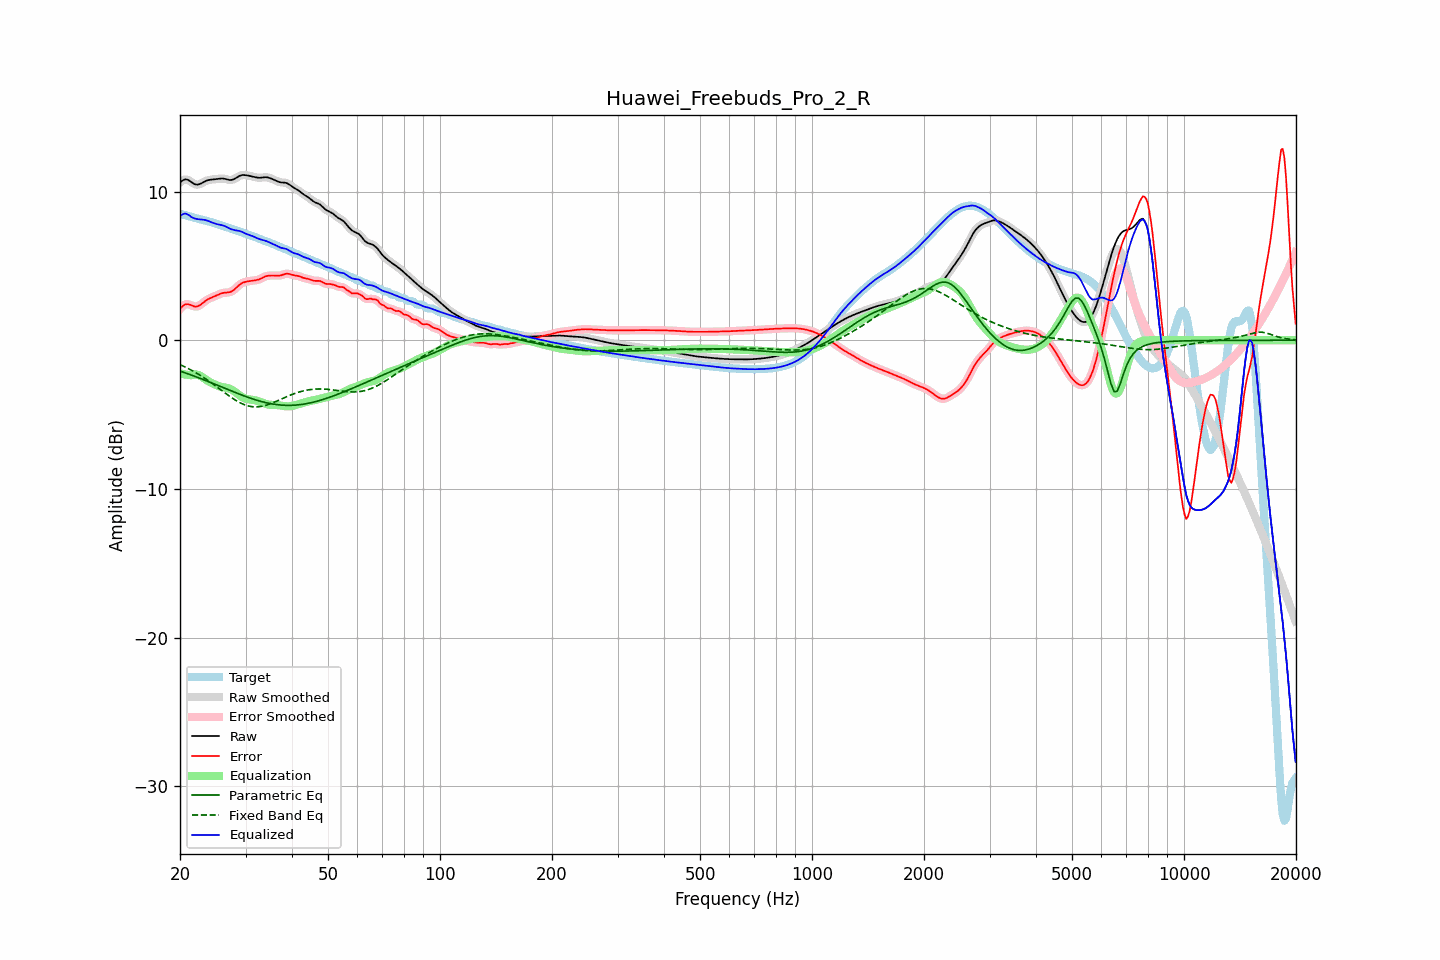 Huawei_Freebuds_Pro_2_R
Amplitude (dBr)
10
0
−10
−20
−30
Target
Raw Smoothed
Error Smoothed
Raw
Error
Equalization
Parametric Eq
Fixed Band Eq
Equalized
20 50 100 200 500 1000 2000 5000 10000 20000
Frequency (Hz)